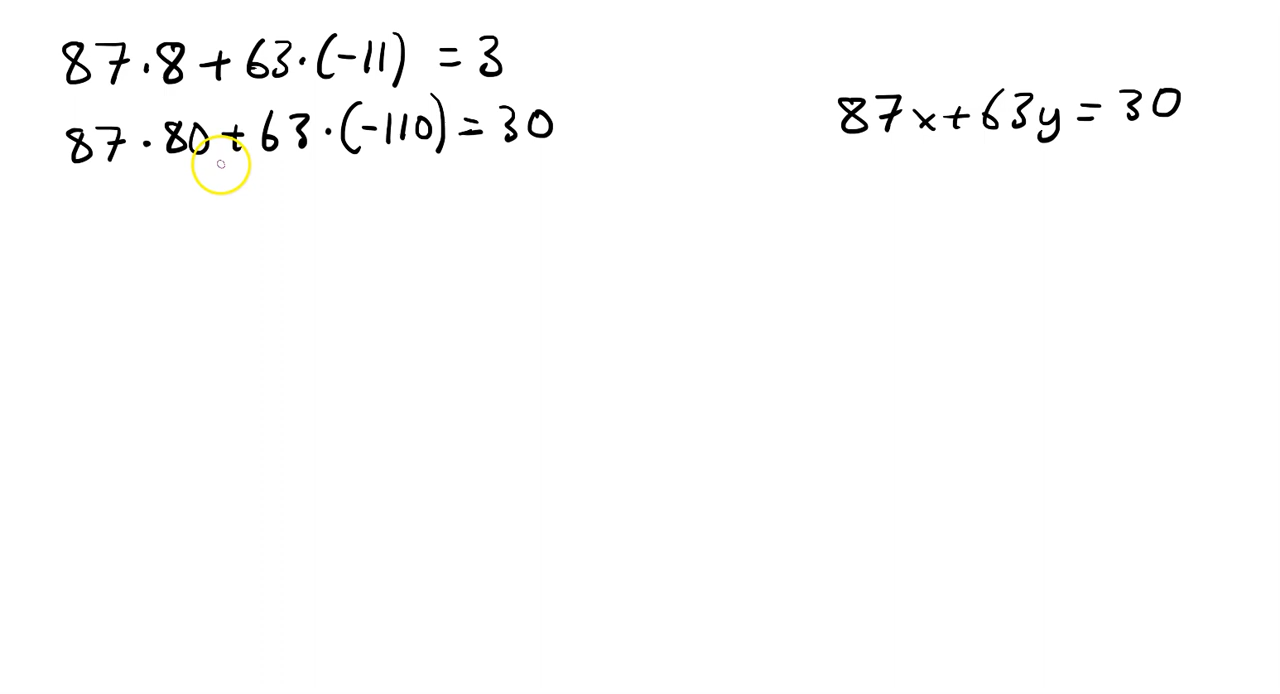 87·8+63·(-11) = 3
87·80+63·(-110) = 30
87x+63y = 30